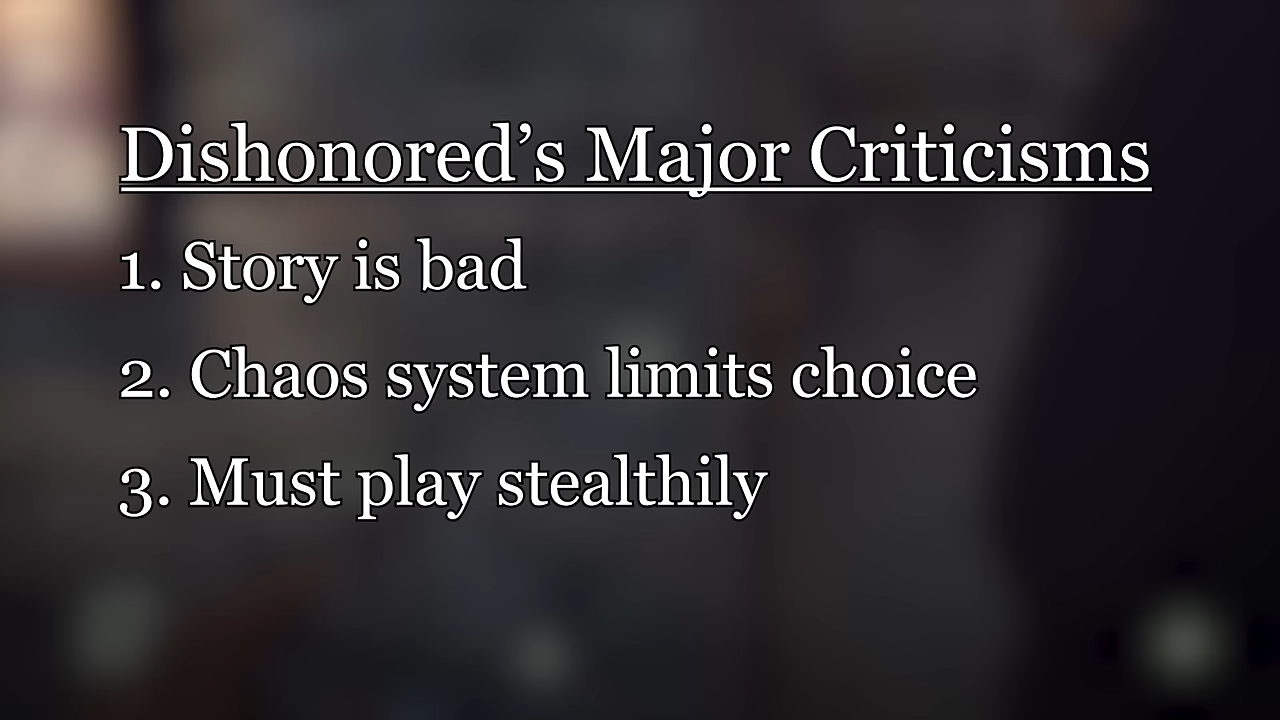 Dishonored’s Major Criticisms
1. Story is bad
2. Chaos system limits choice
3. Must play stealthily